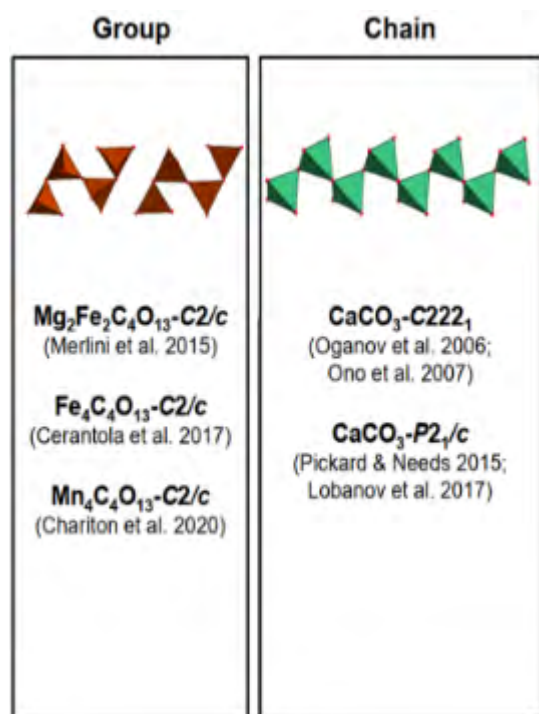 Group
Mg₂Fe₂C₄O₁₃-C2/c
(Merlini et al. 2015)
Fe₄C₄O₁₃-C2/c
(Cerantola et al. 2017)
Mn₄C₄O₁₃-C2/c
(Chariton et al. 2020)
Chain
CaCO₃-C222₁
(Oganov et al. 2006;
Ono et al. 2007)
CaCO₃-P2₁/c
(Pickard & Needs 2015;
Lobanov et al. 2017)